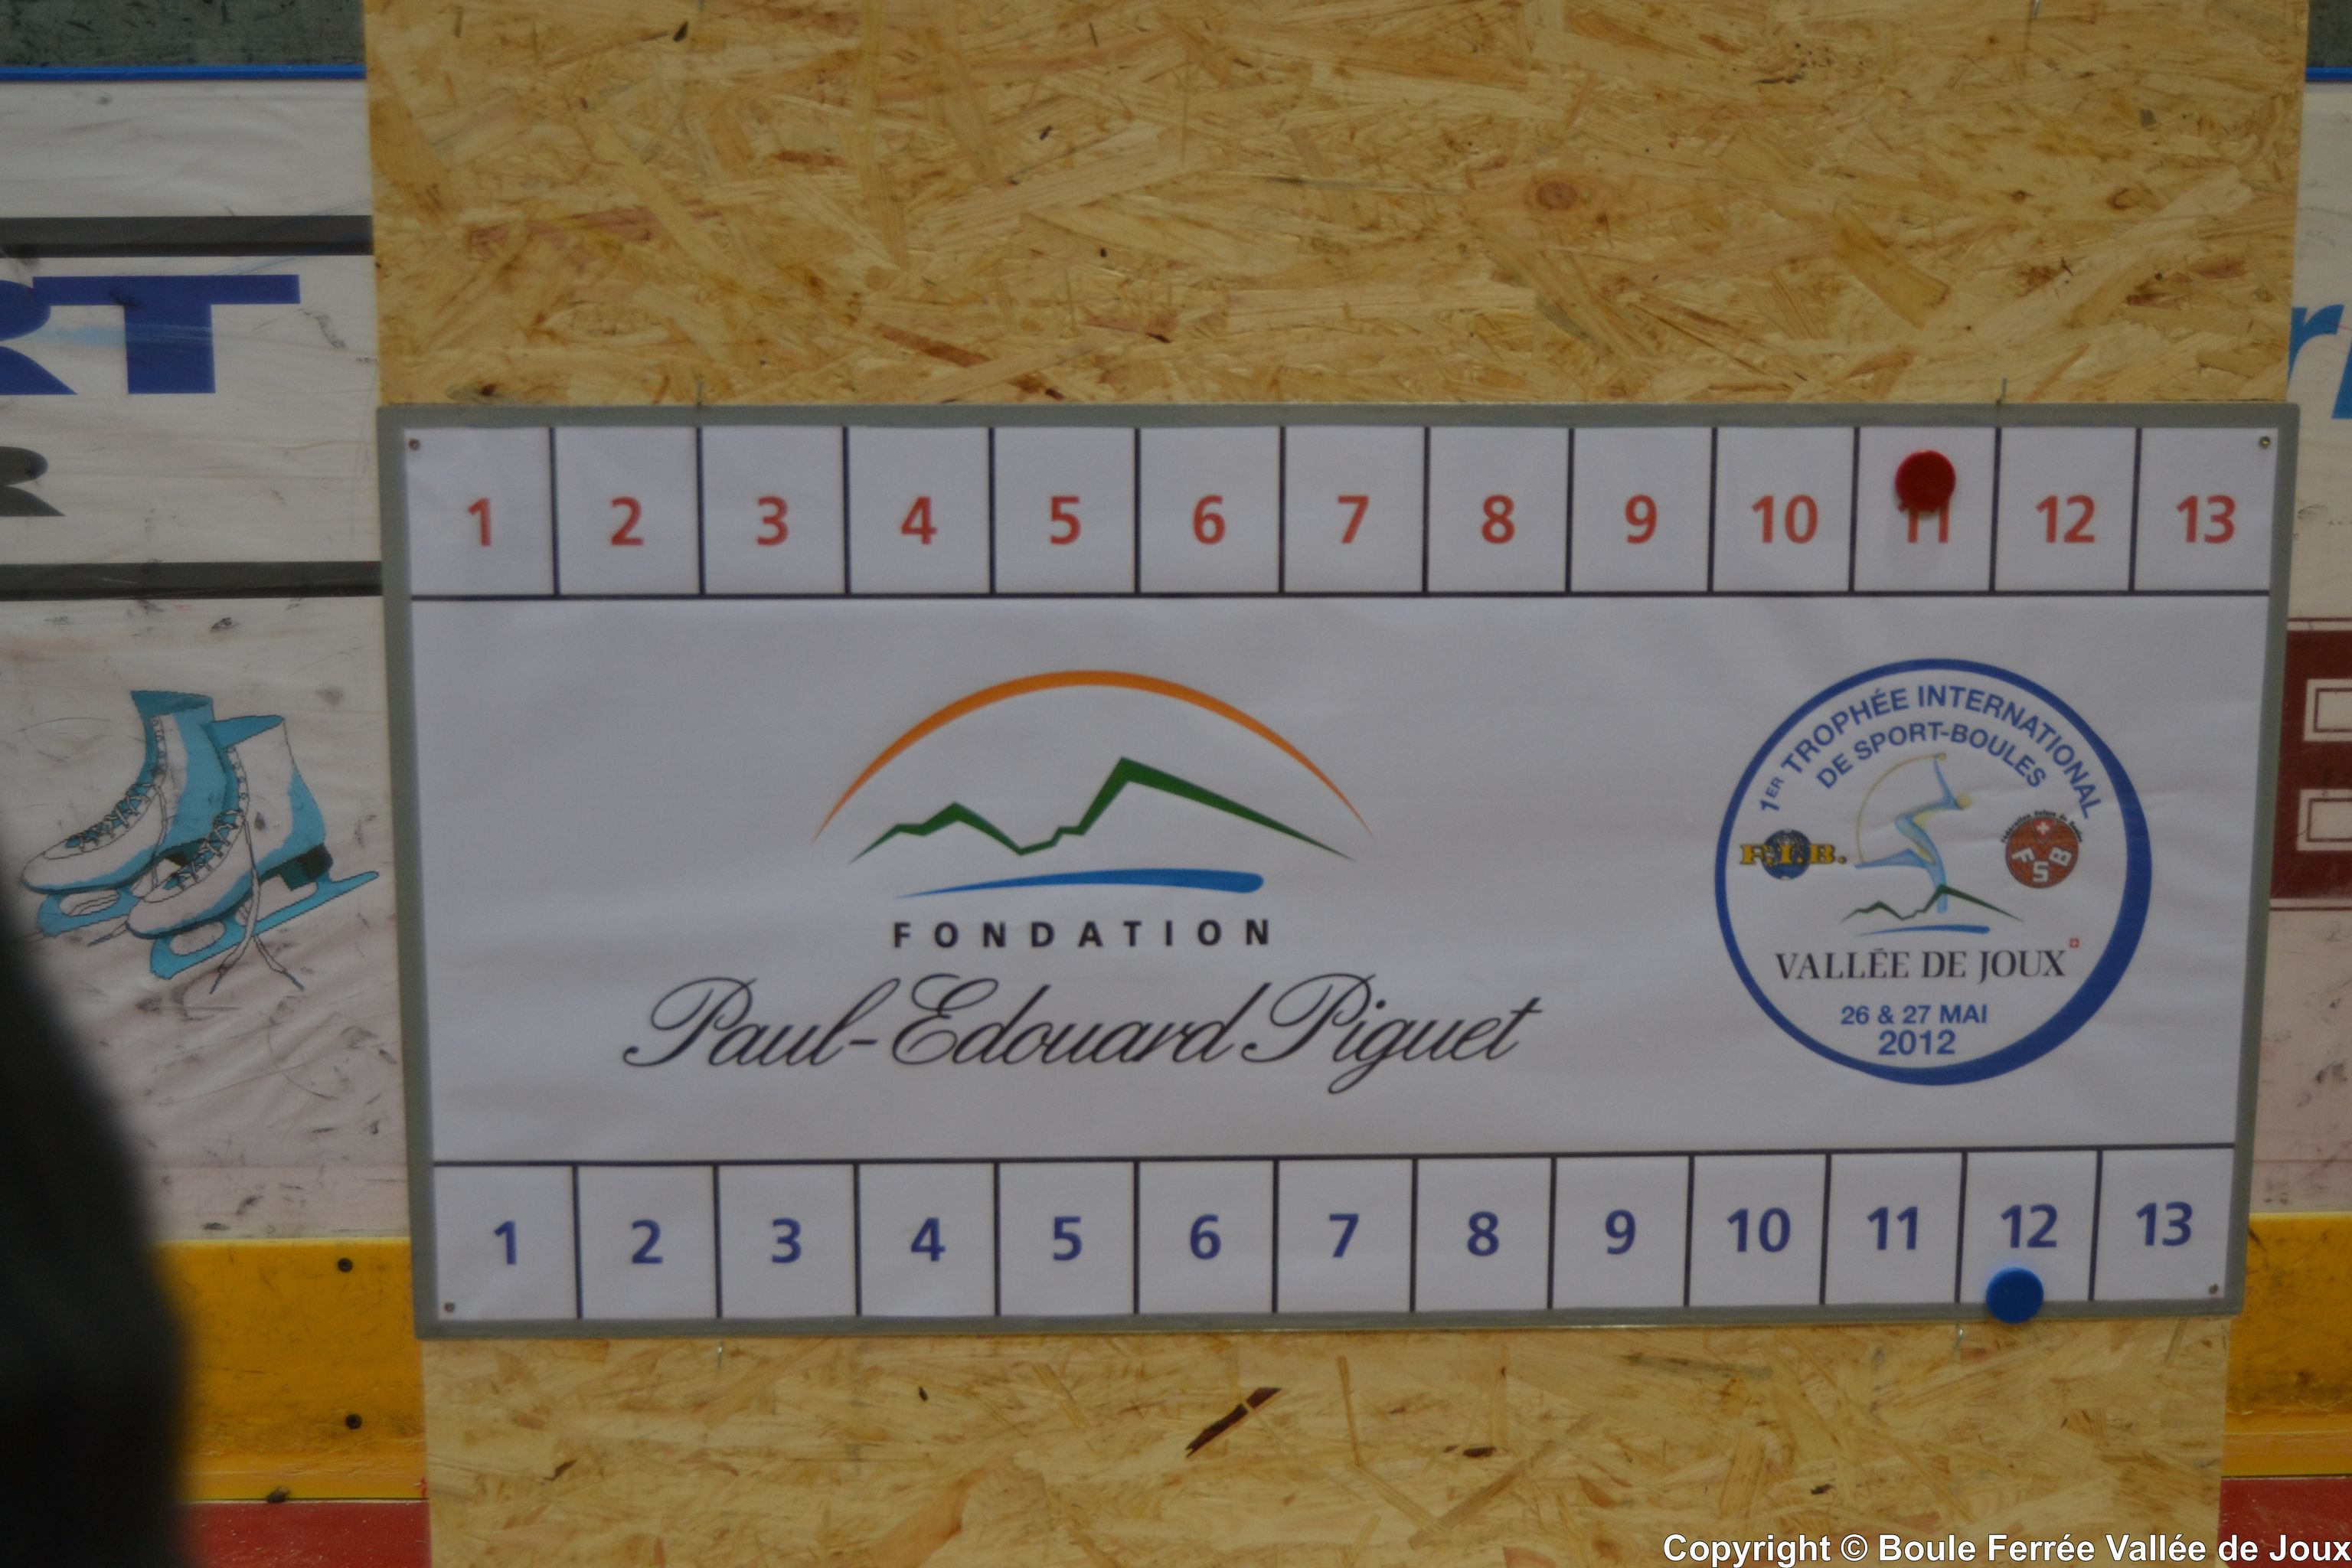 RT
R
1 2 3 4 5 6 7 8 9 10 11 12 13
1ER TROPHÉE INTERNATIONAL
DE SPORT-BOULES
F.I.B.
FSB
VALLÉE DE JOUX
26 & 27 MAI
2012
FONDATION
Paul-Edouard Piguet
1 2 3 4 5 6 7 8 9 10 11 12 13
Copyright © Boule Ferrée Vallée de Joux